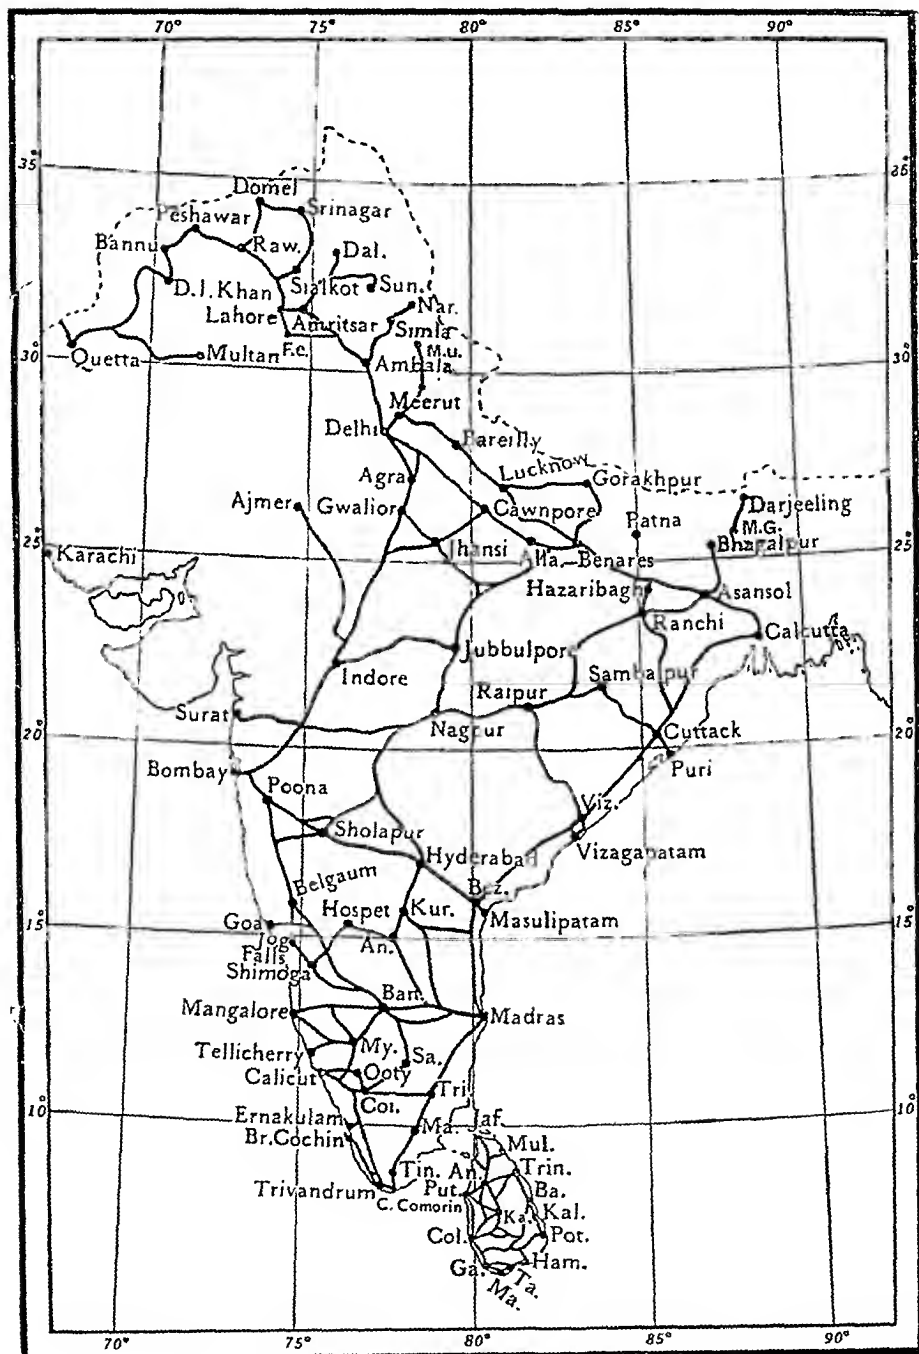 70° 75° 80° 85° 90°
35° 35°
Domel
Peshawar Srinagar
Bannu Raw. Dal.
D.I. Khan Sialkot Sun.
Lahore Amritsar Nar.
Simla
F.c. M.u.
30° Quetta Multan Ambala 30°
Meerut
Delhi Bareilly
Agra Lucknow Gorakhpur
Ajmer Gwalior Cawnpore Patna Darjeeling
M.G.
25° Karachi Jhansi Alla. Benares Bhagalpur 25°
Hazaribagh Asansol
Ranchi Calcutta
Jubbulpor
Indore Sambalpur
Raipur
Surat Nagpur Cuttack
20° 20°
Bombay Puri
Poona Viz.
Sholapur
Hyderabad Vizagapatam
Belgaum Bez.
Hospet Kur. Masulipatam
15° Goa An. 15°
Jog
Falls
Shimoga
Ban.
Mangalore Madras
Tellicherry My. Sa.
Calicut Ooty
Coi. Tri.
10° 10°
Ernakulam Ma. Jaf.
Br. Cochin Mul.
Tin. An. Trin.
Trivandrum Put. Ba.
C. Comorin Ka. Kal.
Col. Pot.
Ga. Ham.
Ma. Ta.
70° 75° 80° 85° 90°